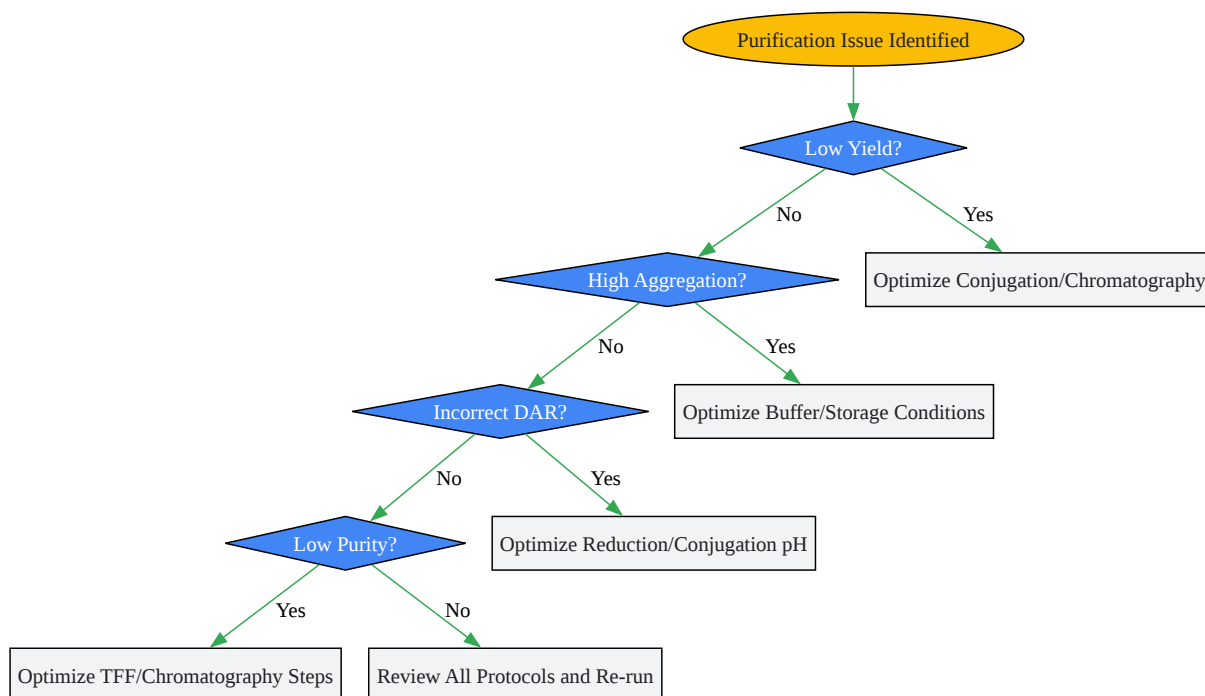 Purification Issue Identified
Low Yield?
No
Yes
High Aggregation?
Optimize Conjugation/Chromatography
No
Yes
Incorrect DAR?
Optimize Buffer/Storage Conditions
No
Yes
Low Purity?
Optimize Reduction/Conjugation pH
Yes
No
Optimize TFF/Chromatography Steps
Review All Protocols and Re-run